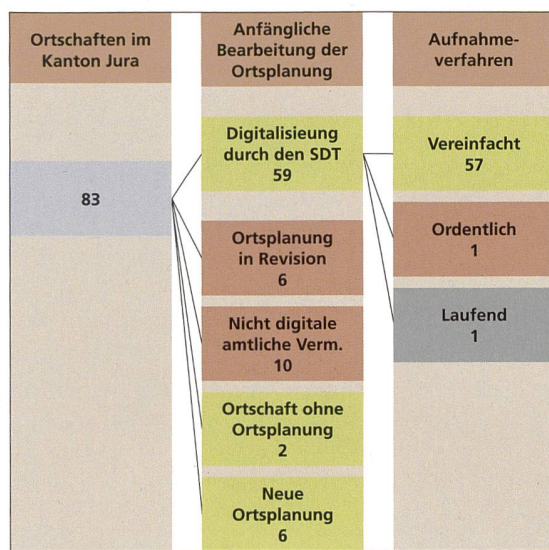 Ortschaften im
Kanton Jura
83
Anfängliche
Bearbeitung der
Ortsplanung
Digitalisieung
durch den SDT
59
Ortsplanung
in Revision
6
Nicht digitale
amtliche Verm.
10
Ortschaft ohne
Ortsplanung
2
Neue
Ortsplanung
6
Aufnahme-
verfahren
Vereinfacht
57
Ordentlich
1
Laufend
1